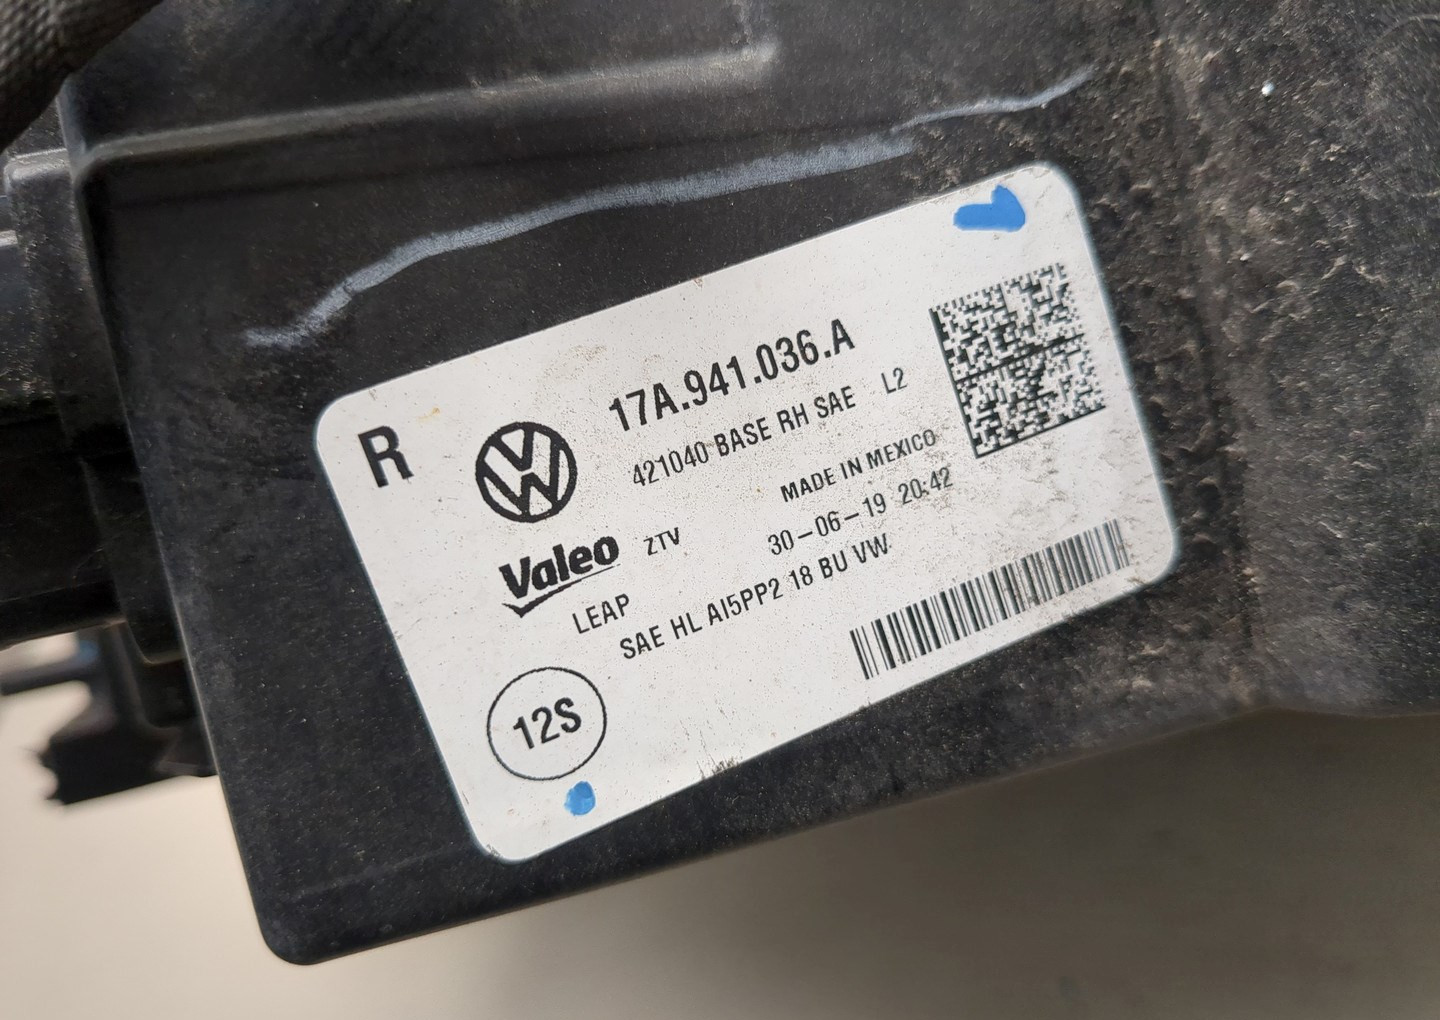 R
17A.941.036.A
421040 BASE RH SAE L2
MADE IN MEXICO
Valeo ZTV 30-06-19 20:42
LEAP
SAE HL AI5PP2 18 BU VW
12S